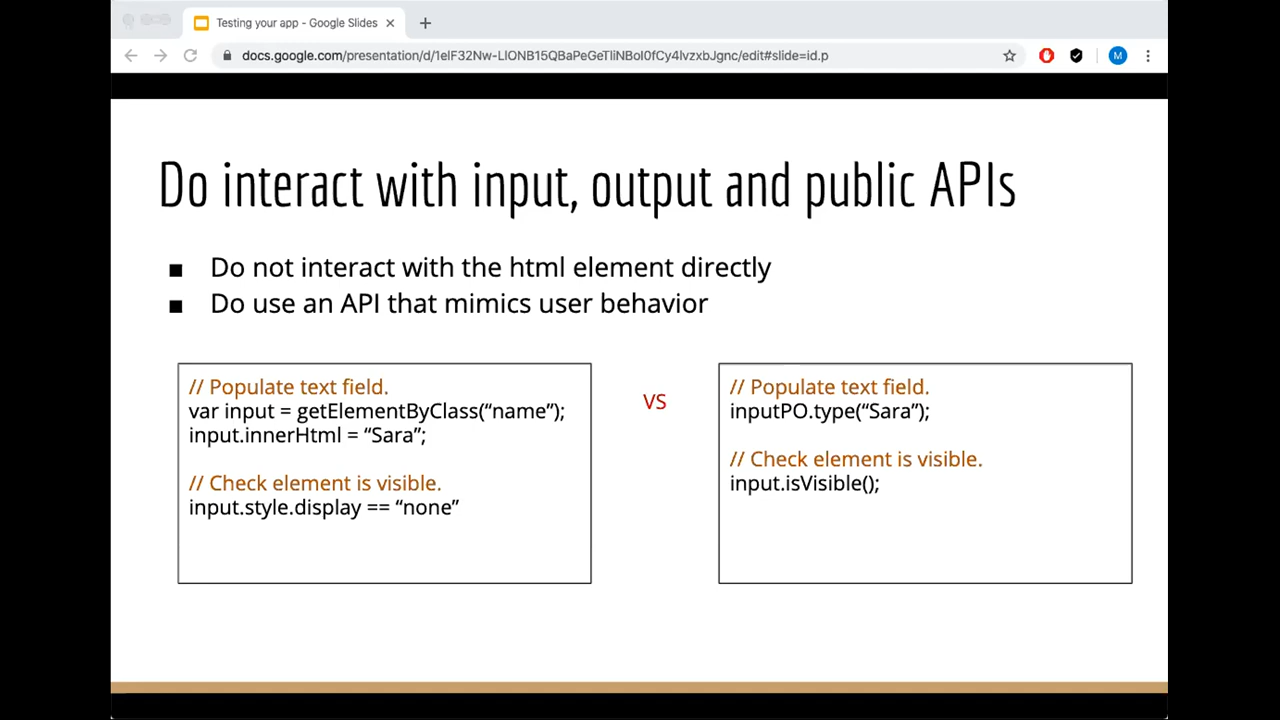 Testing your app - Google Slides
docs.google.com/presentation/d/1elF32Nw-LlONB15QBaPeGeTliNBoI0fCy4lvzxbJgnc/edit#slide=id.p
M
Do interact with input, output and public APIs
■ Do not interact with the html element directly
■ Do use an API that mimics user behavior
// Populate text field.
var input = getElementByClass(“name”);
input.innerHtml = “Sara”;
// Check element is visible.
input.style.display == “none”
VS
// Populate text field.
inputPO.type(“Sara”);
// Check element is visible.
input.isVisible();